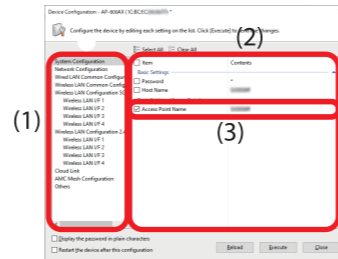 Device Configuration - AP-800AX (1C:BC:EC
Configure the device by editing each setting on the list. Click [Execute] to changes.
Select All Clear All
(2)
System Configuration
Network Configuration
Wired LAN Common Configur
Wireless LAN Common Config
Wireless LAN Configuration 5G
Wireless LAN I/F 1
Wireless LAN I/F 2
Wireless LAN I/F 3
Wireless LAN I/F 4
Wireless LAN Configuration 2.4
Wireless LAN I/F 1
Wireless LAN I/F 2
Wireless LAN I/F 3
Wireless LAN I/F 4
Cloud Link
AMC Mesh Configuration
Others
(1)
Item Contents
Basic Settings
Password *
Host Name
Access Point Name
(3)
Display the password in plain characters
Restart the device after this configuration
Reload Execute Close